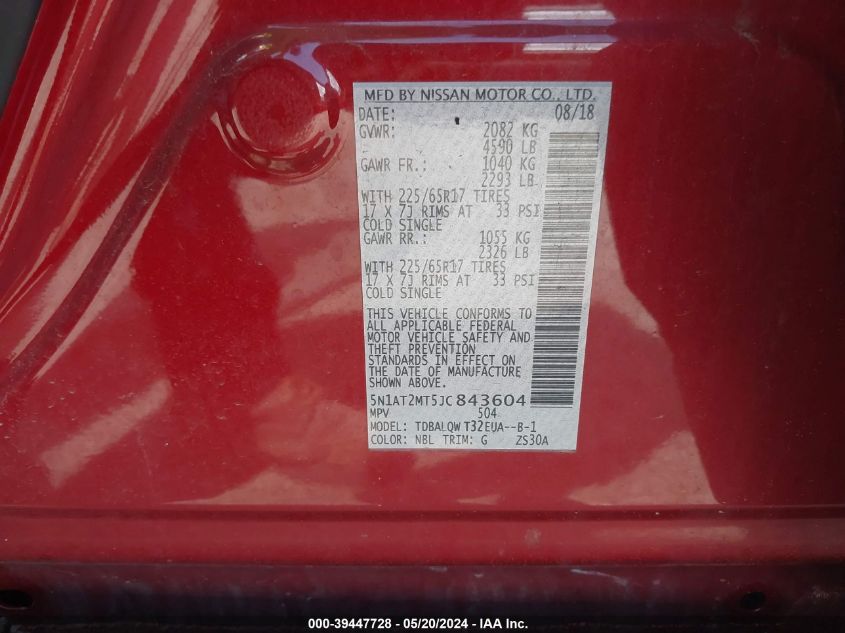 MFD BY NISSAN MOTOR CO., LTD.
DATE: 08/18
GVWR: 2082 KG
4590 LB
GAWR FR.: 1040 KG
2293 LB
WITH 225/65R17 TIRES
17 X 7J RIMS AT 33 PSI
COLD SINGLE
GAWR RR.: 1055 KG
2326 LB
WITH 225/65R17 TIRES
17 X 7J RIMS AT 33 PSI
COLD SINGLE
THIS VEHICLE CONFORMS TO
ALL APPLICABLE FEDERAL
MOTOR VEHICLE SAFETY AND
THEFT PREVENTION
STANDARDS IN EFFECT ON
THE DATE OF MANUFACTURE
SHOWN ABOVE.
5N1AT2MT5JC843604
MPV 504
MODEL: TDBALQW T32EUA--B-1
COLOR: NBL TRIM: G ZS30A
000-39447728 - 05/20/2024 - IAA Inc.